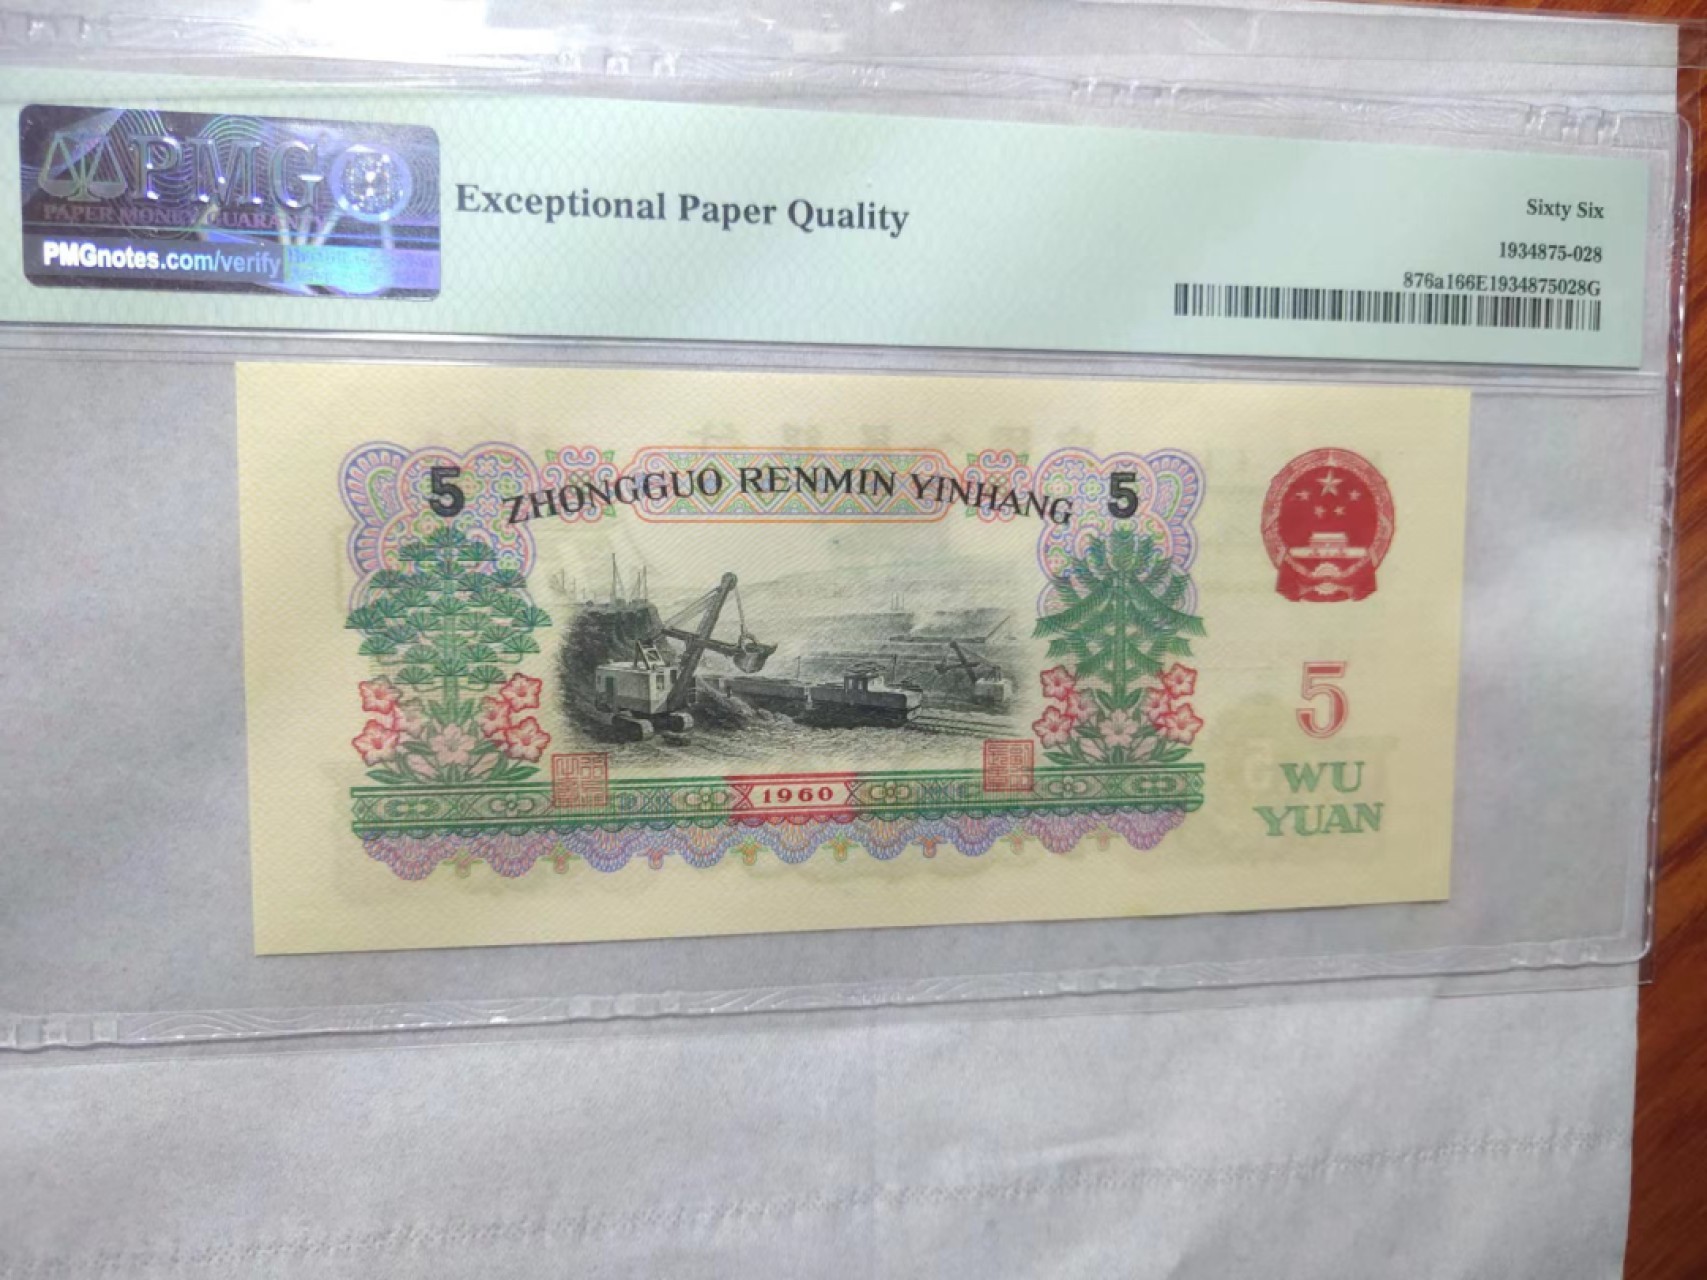 PMG
PAPER MONEY GUARANTY
PMGnotes.com/verify
Exceptional Paper Quality
Sixty Six
1934875-028
876a166E1934875028G
5 ZHONGGUO RENMIN YINHANG 5
1960
5
WU
YUAN